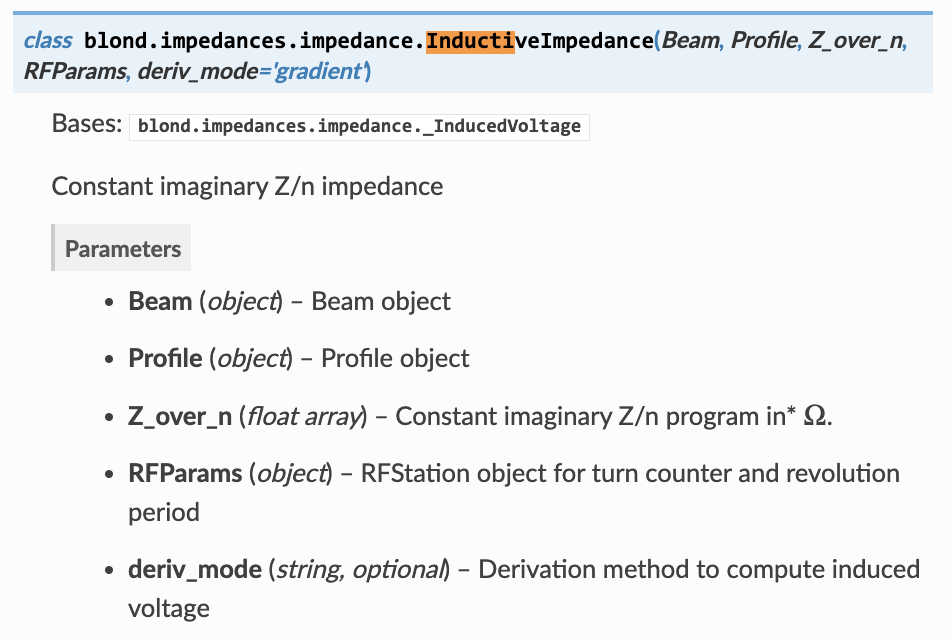 class blond.impedances.impedance.InductiveImpedance(Beam, Profile, Z_over_n,
RFParams, deriv_mode='gradient')
Bases: blond.impedances.impedance._InducedVoltage
Constant imaginary Z/n impedance
Parameters
• Beam (object) – Beam object
• Profile (object) – Profile object
• Z_over_n (float array) – Constant imaginary Z/n program in* Ω.
• RFParams (object) – RFStation object for turn counter and revolution
period
• deriv_mode (string, optional) – Derivation method to compute induced
voltage